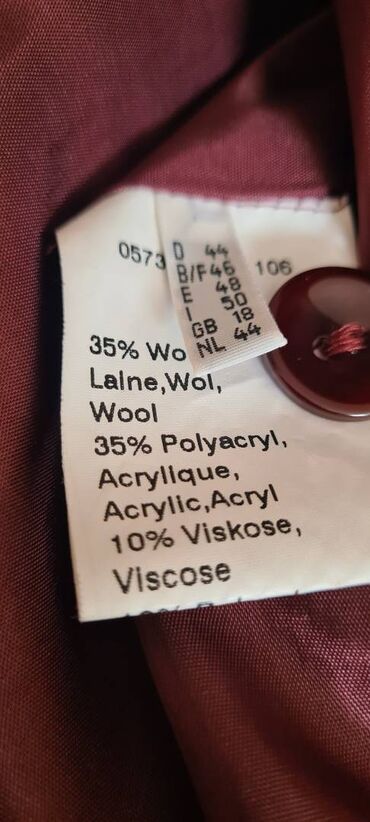 0573
106
D 44
B/F 46
E 48
I 50
GB 18
NL 44
35% Wo
Laine,Wol,
Wool
35% Polyacryl,
Acrylique,
Acrylic,Acryl
10% Viskose,
Viscose